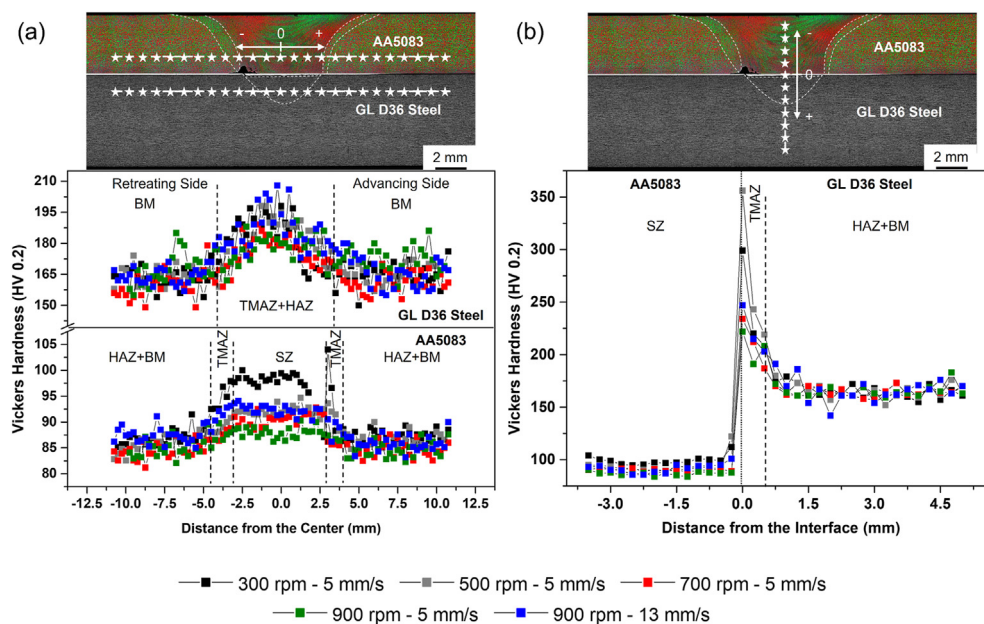 (a)
- 0 +
AA5083
GL D36 Steel
2 mm
Retreating Side
BM
Advancing Side
BM
TMAZ+HAZ
GL D36 Steel
AA5083
HAZ+BM
TMAZ
SZ
TMAZ
HAZ+BM
Vickers Hardness (HV 0.2)
210
195
180
165
150
105
100
95
90
85
80
-12.5 -10.0 -7.5 -5.0 -2.5 0.0 2.5 5.0 7.5 10.0 12.5
Distance from the Center (mm)
(b)
-
AA5083
0
GL D36 Steel
+
2 mm
AA5083
GL D36 Steel
SZ
TMAZ
HAZ+BM
Vickers Hardness (HV 0.2)
350
300
250
200
150
100
-3.0 -1.5 0.0 1.5 3.0 4.5
Distance from the Interface (mm)
300 rpm - 5 mm/s 500 rpm - 5 mm/s 700 rpm - 5 mm/s
900 rpm - 5 mm/s 900 rpm - 13 mm/s